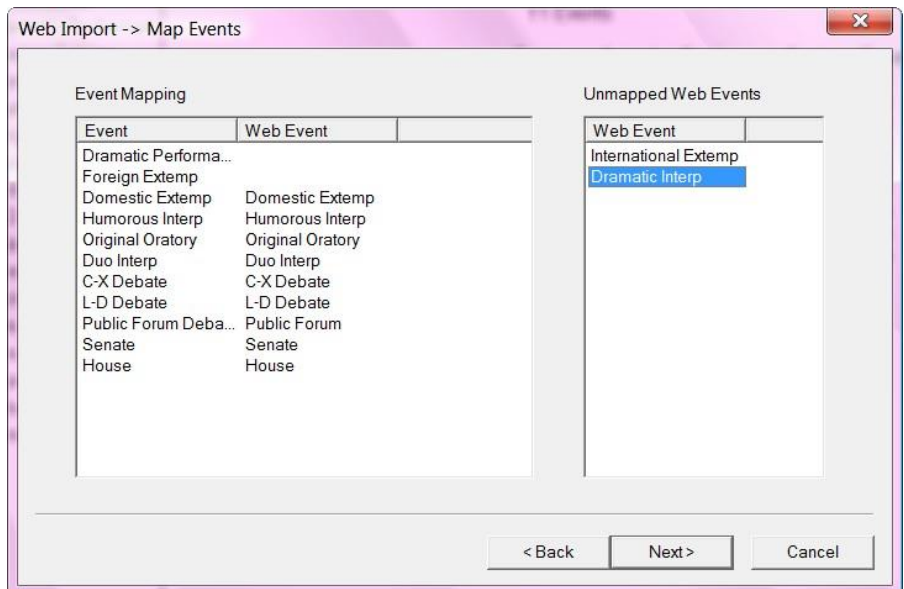 Web Import -> Map Events
Event Mapping
Unmapped Web Events
Event Web Event
Web Event
Dramatic Performa...
Foreign Extemp
Domestic Extemp Domestic Extemp
Humorous Interp Humorous Interp
Original Oratory Original Oratory
Duo Interp Duo Interp
C-X Debate C-X Debate
L-D Debate L-D Debate
Public Forum Deba... Public Forum
Senate Senate
House House
International Extemp
Dramatic Interp
< Back
Next >
Cancel